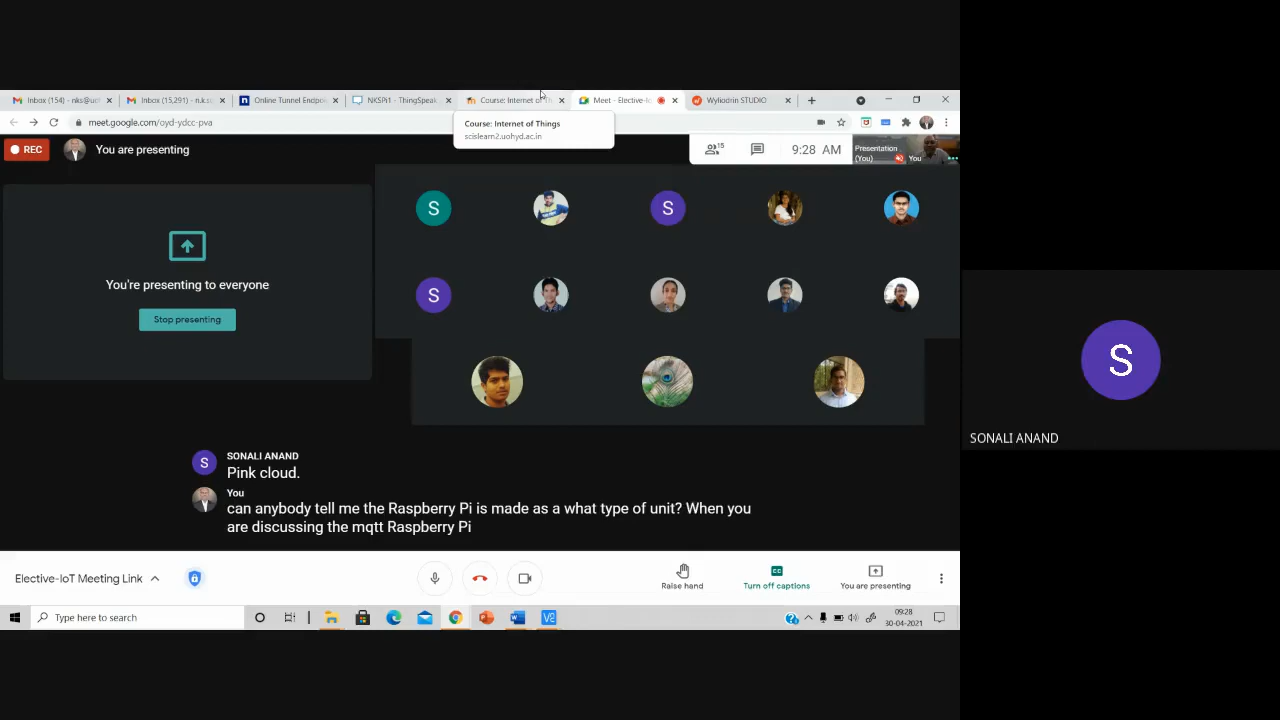 Inbox (154) - nks@uo
Inbox (15,291) - n.k.s
Online Tunnel Endpoi
NKSPi1 - ThingSpeak
Course: Internet of Th
Meet - Elective-Io
Wyliodrin STUDIO
meet.google.com/oyd-ydcc-pva
Course: Internet of Things
scislearn2.uohyd.ac.in
REC
You are presenting
15
9:28 AM
Presentation
(You)
You
S
S
S
You're presenting to everyone
Stop presenting
S
SONALI ANAND
SONALI ANAND
S
Pink cloud.
You
can anybody tell me the Raspberry Pi is made as a what type of unit? When you
are discussing the mqtt Raspberry Pi
Elective-IoT Meeting Link
Raise hand
Turn off captions
You are presenting
Type here to search
09:28
30-04-2021